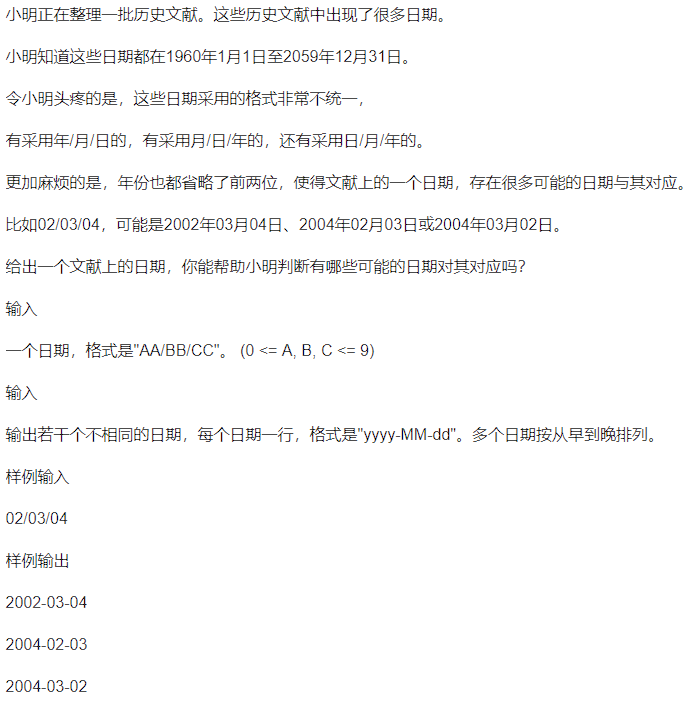 小明正在整理一批历史文献。这些历史文献中出现了很多日期。
小明知道这些日期都在1960年1月1日至2059年12月31日。
令小明头疼的是，这些日期采用的格式非常不统一，
有采用年/月/日的，有采用月/日/年的，还有采用日/月/年的。
更加麻烦的是，年份也都省略了前两位，使得文献上的一个日期，存在很多可能的日期与其对应。
比如02/03/04，可能是2002年03月04日、2004年02月03日或2004年03月02日。
给出一个文献上的日期，你能帮助小明判断有哪些可能的日期对其对应吗？
输入
一个日期，格式是"AA/BB/CC"。 (0 <= A, B, C <= 9)
输入
输出若干个不相同的日期，每个日期一行，格式是"yyyy-MM-dd"。多个日期按从早到晚排列。
样例输入
02/03/04
样例输出
2002-03-04
2004-02-03
2004-03-02